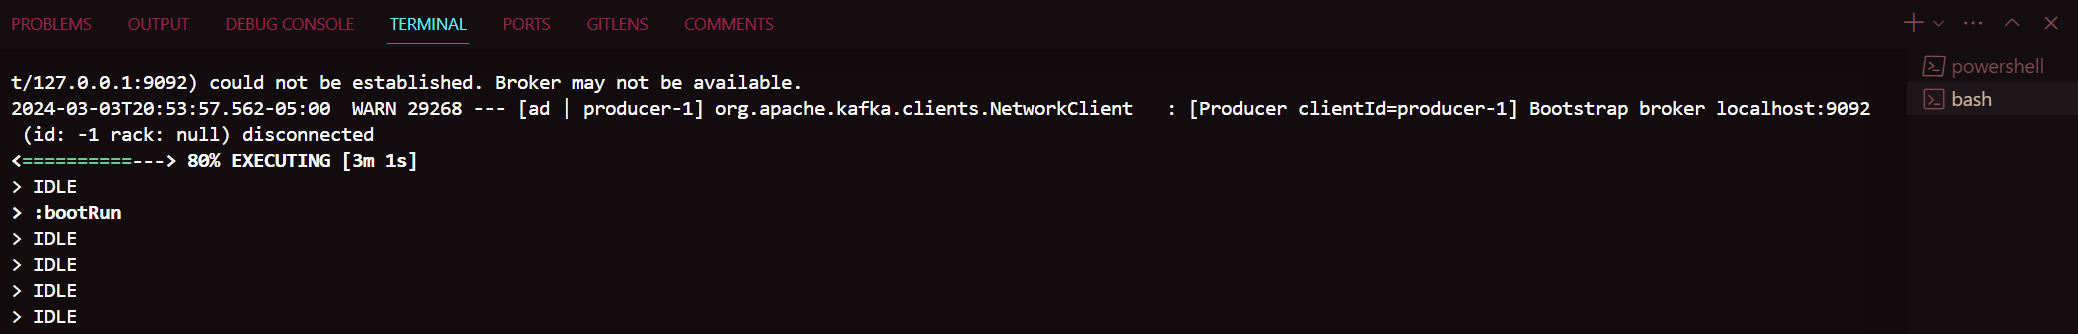 PROBLEMS OUTPUT DEBUG CONSOLE TERMINAL PORTS GITLENS COMMENTS
t/127.0.0.1:9092) could not be established. Broker may not be available.
2024-03-03T20:53:57.562-05:00  WARN 29268 --- [ad | producer-1] org.apache.kafka.clients.NetworkClient   : [Producer clientId=producer-1] Bootstrap broker localhost:9092
 (id: -1 rack: null) disconnected
<==========---> 80% EXECUTING [3m 1s]
> IDLE
> :bootRun
> IDLE
> IDLE
> IDLE
> IDLE
powershell
bash